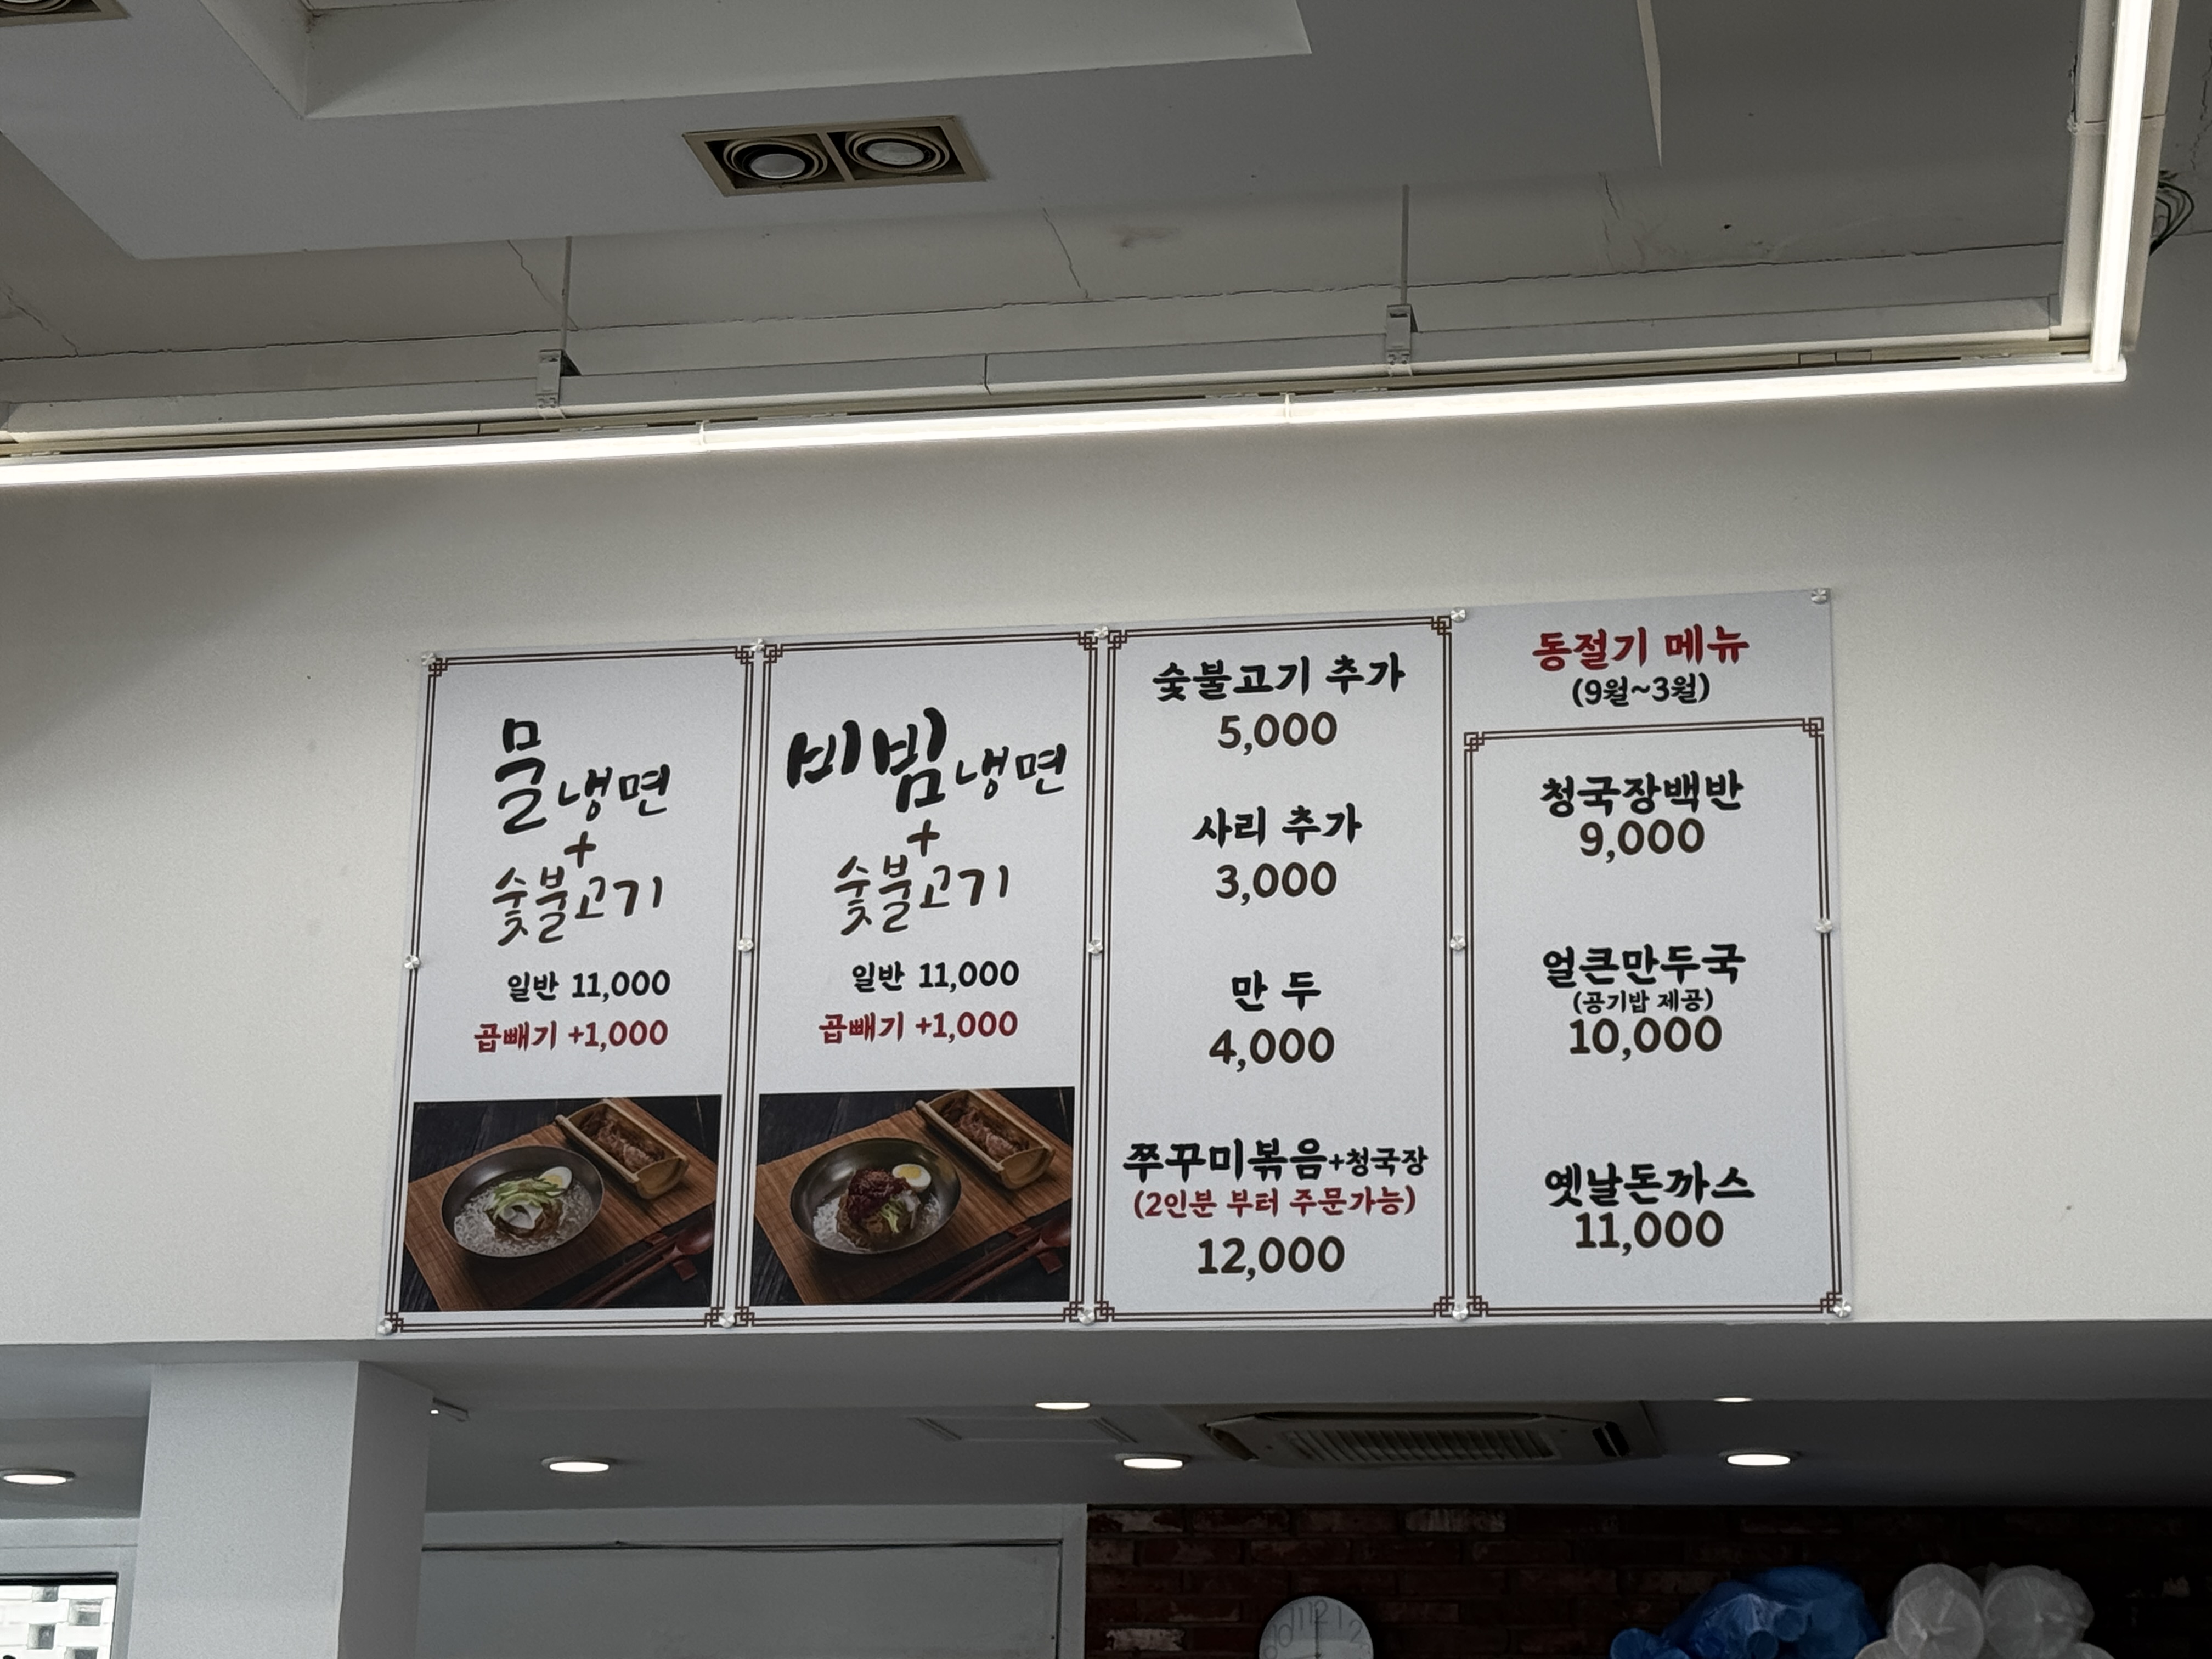 물냉면
+
숯불고기
일반 11,000
곱빼기 +1,000
비빔냉면
+
숯불고기
일반 11,000
곱빼기 +1,000
숯불고기 추가
5,000
사리 추가
3,000
만 두
4,000
쭈꾸미볶음+청국장
(2인분 부터 주문가능)
12,000
동절기 메뉴
(9월~3월)
청국장백반
9,000
얼큰만두국
(공기밥 제공)
10,000
옛날돈까스
11,000
10 11 12 1 2